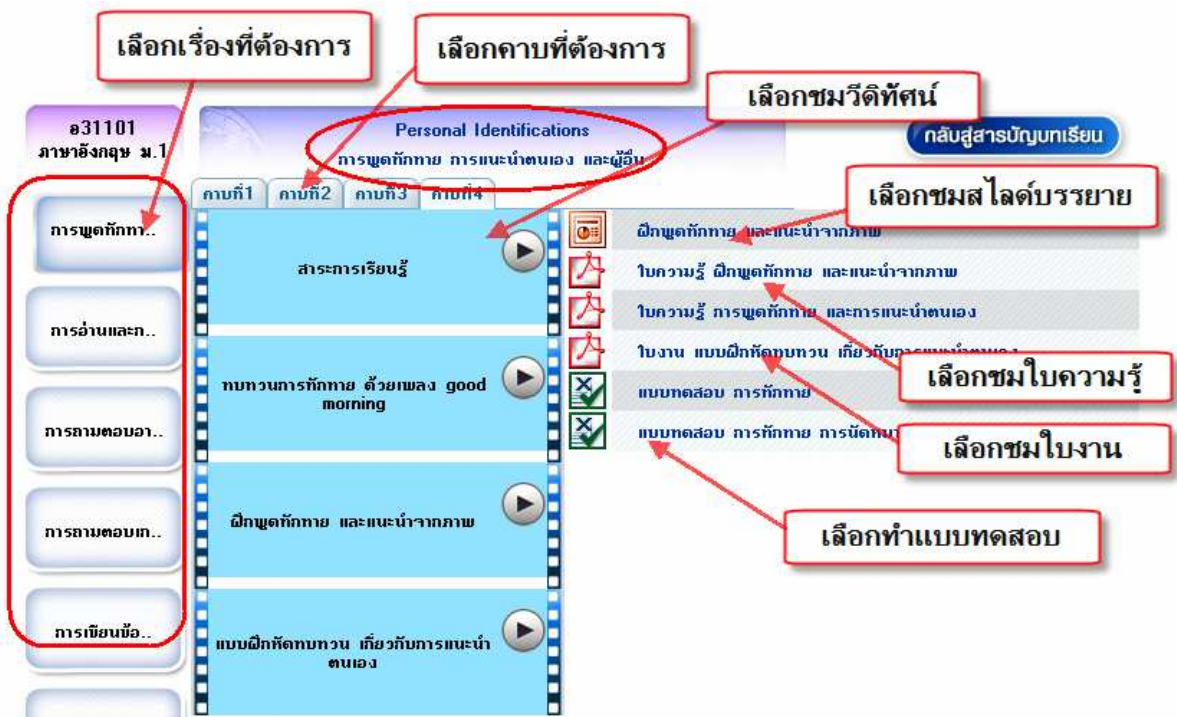 เลือกเรื่องที่ต้องการ
เลือกคาบที่ต้องการ
เลือกชมวีดิทัศน์
อ31101
ภาษาอังกฤษ ม.1
Personal Identifications
การพูดทักทาย การแนะนำตนเอง และผู้อื่น
กลับสู่สารบัญบทเรียน
คาบที่1 คาบที่2 คาบที่3 คาบที่4
เลือกชมสไลด์บรรยาย
การพูดทักทา..
การอ่านและก..
การถามตอบอา..
การถามตอบเก..
การเขียนข้อ..
สาระการเรียนรู้
ทบทวนการทักทาย ด้วยเพลง good
morning
ฝึกพูดทักทาย และแนะนำจากภาพ
แบบฝึกหัดทบทวน เกี่ยวกับการแนะนำ
ตนเอง
ฝึกพูดทักทาย และแนะนำจากภาพ
ใบความรู้ ฝึกพูดทักทาย และแนะนำจากภาพ
ใบความรู้ การพูดทักทาย และการแนะนำตนเอง
ใบงาน แบบฝึกหัดทบทวน เกี่ยวกับการแนะนำตนเอง
แบบทดสอบ การทักทาย
แบบทดสอบ การทักทาย
เลือกชมใบความรู้
เลือกชมใบงาน
เลือกทำแบบทดสอบ